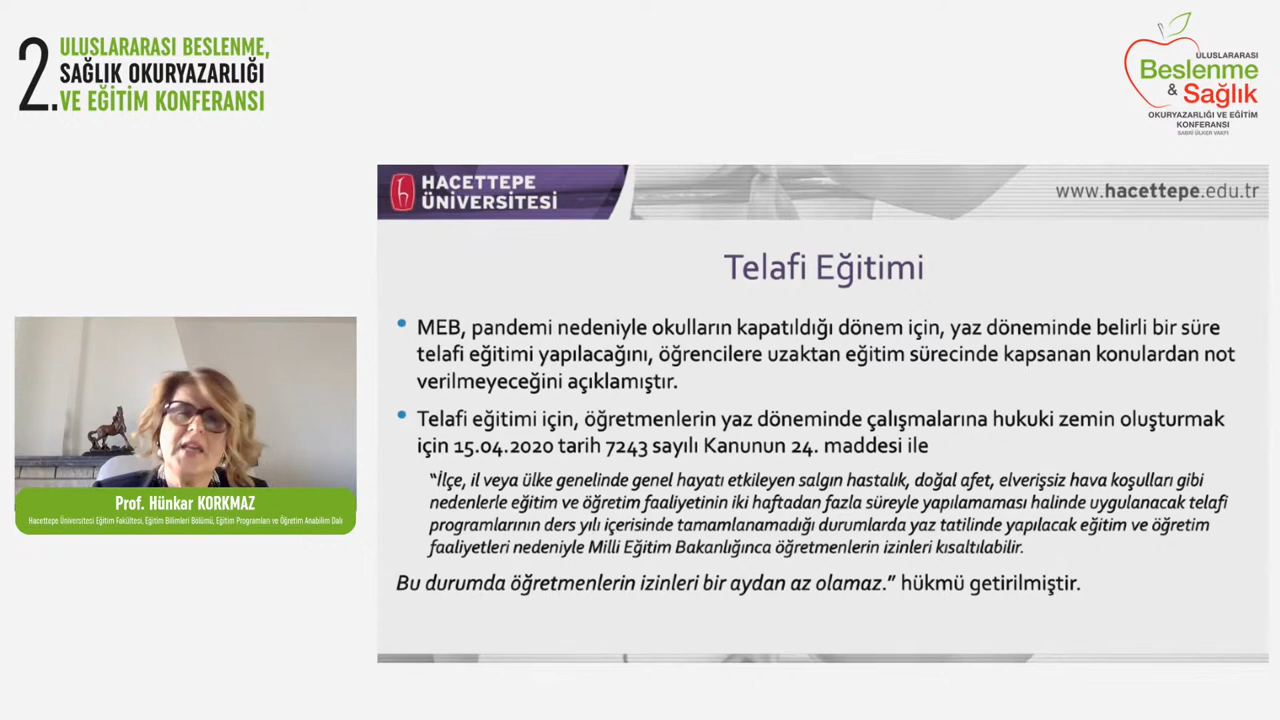 2.
ULUSLARARASI BESLENME,
SAĞLIK OKURYAZARLIĞI
VE EĞİTİM KONFERANSI
ULUSLARARASI
Beslenme
& Sağlık
OKURYAZARLIĞI VE EĞİTİM
KONFERANSI
SABRİ ÜLKER VAKFI
HACETTEPE
ÜNİVERSİTESİ
www.hacettepe.edu.tr
Telafi Eğitimi
• MEB, pandemi nedeniyle okulların kapatıldığı dönem için, yaz döneminde belirli bir süre
telafi eğitimi yapılacağını, öğrencilere uzaktan eğitim sürecinde kapsanan konulardan not
verilmeyeceğini açıklamıştır.
• Telafi eğitimi için, öğretmenlerin yaz döneminde çalışmalarına hukuki zemin oluşturmak
için 15.04.2020 tarih 7243 sayılı Kanunun 24. maddesi ile
“İlçe, il veya ülke genelinde genel hayatı etkileyen salgın hastalık, doğal afet, elverişsiz hava koşulları gibi
nedenlerle eğitim ve öğretim faaliyetinin iki haftadan fazla süreyle yapılamaması halinde uygulanacak telafi
programlarının ders yılı içerisinde tamamlanamadığı durumlarda yaz tatilinde yapılacak eğitim ve öğretim
faaliyetleri nedeniyle Milli Eğitim Bakanlığınca öğretmenlerin izinleri kısaltılabilir.
Bu durumda öğretmenlerin izinleri bir aydan az olamaz.” hükmü getirilmiştir.
Prof. Hünkar KORKMAZ
Hacettepe Üniversitesi Eğitim Fakültesi, Eğitim Bilimleri Bölümü, Eğitim Programları ve Öğretim Anabilim Dalı